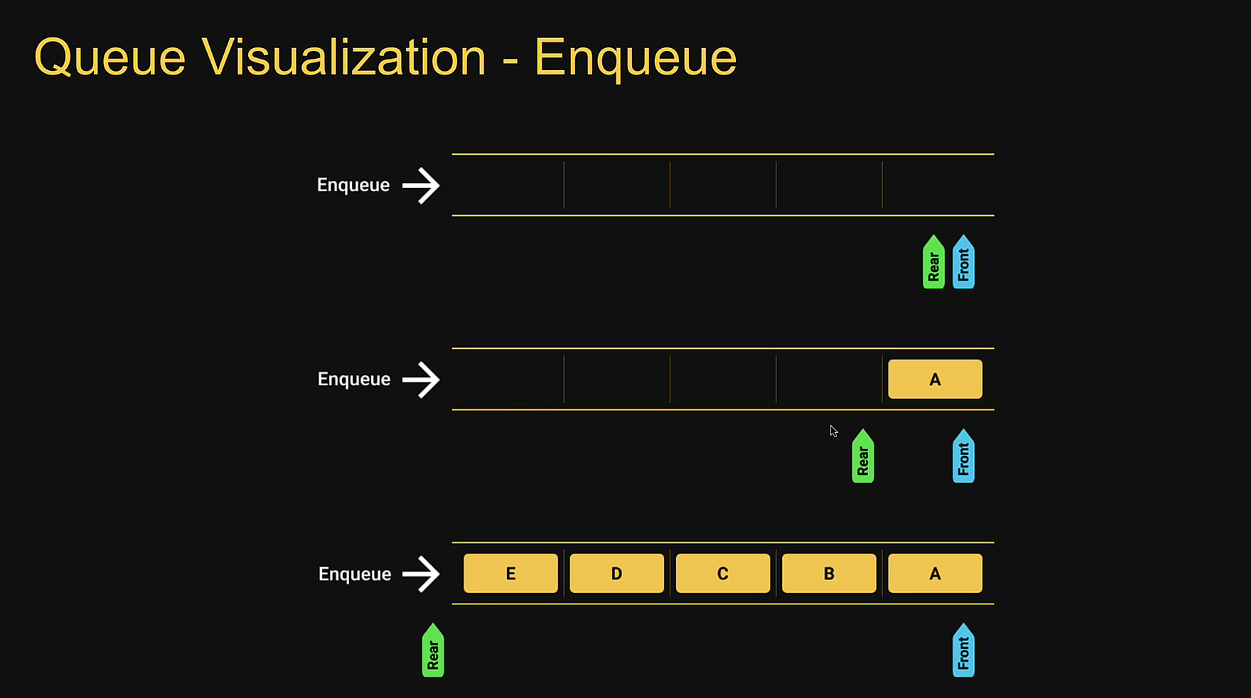 Queue Visualization - Enqueue
Enqueue
Rear
Front
Enqueue
A
Rear
Front
Enqueue
E
D
C
B
A
Rear
Front